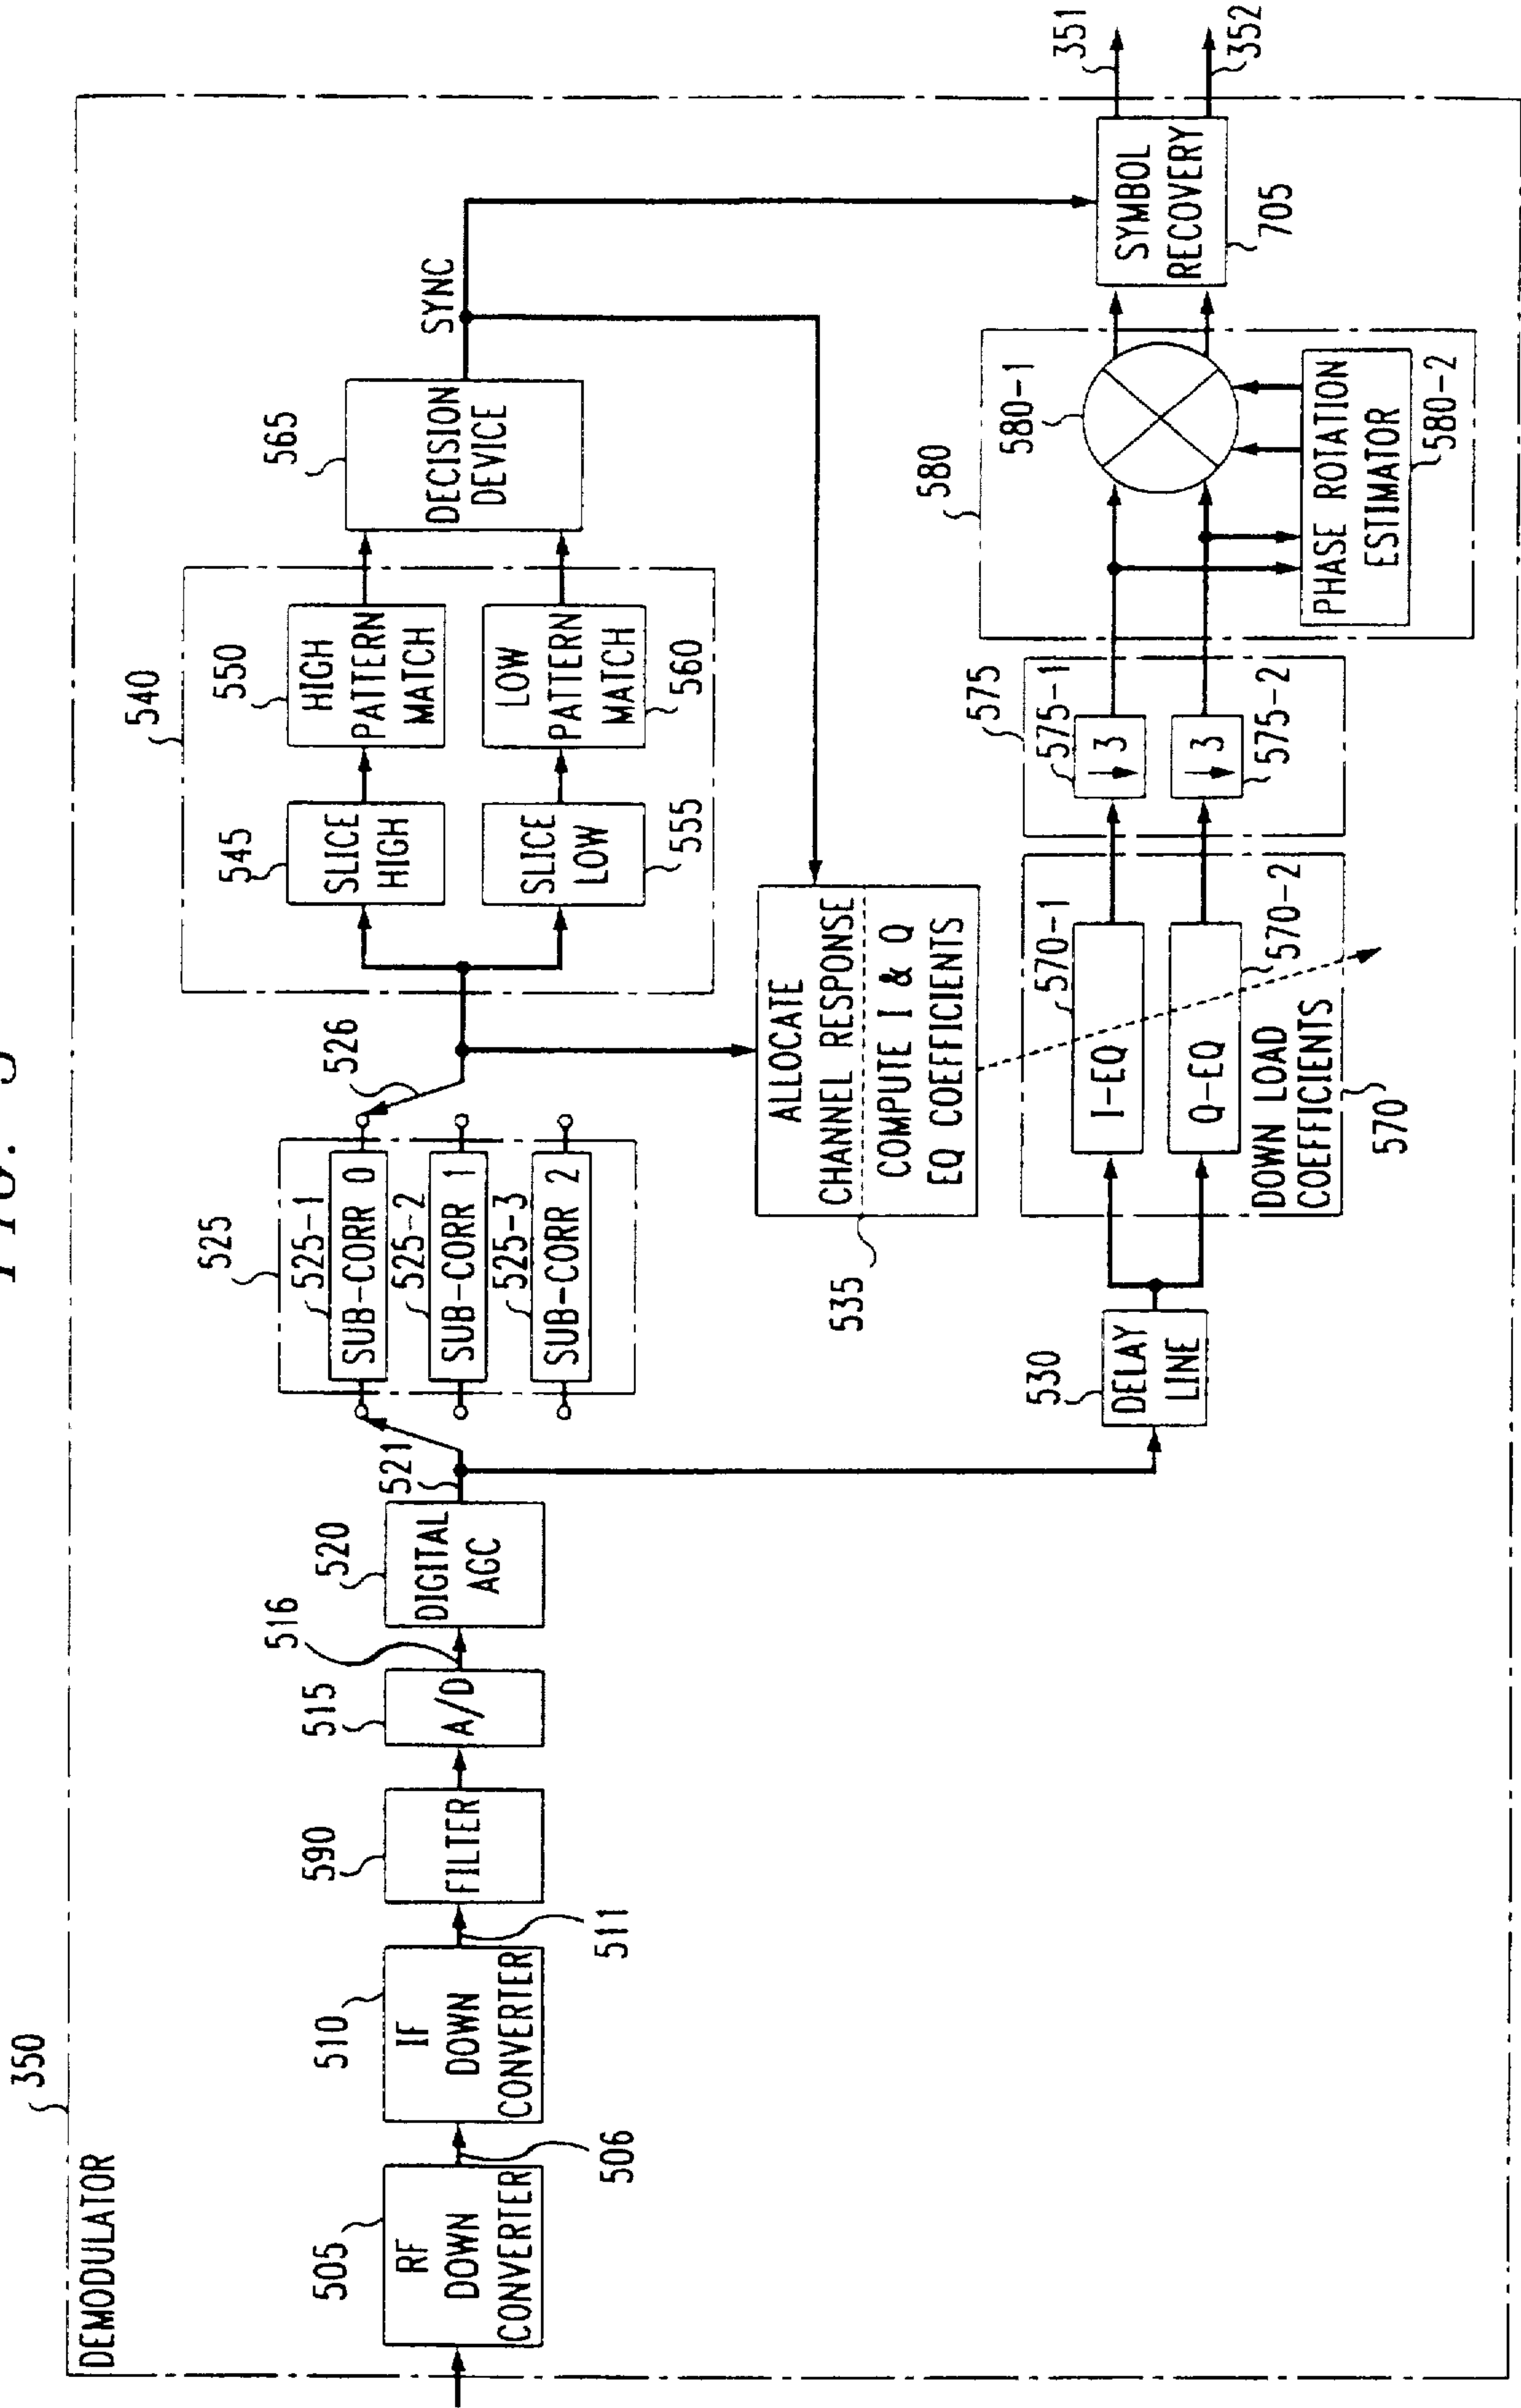 350
DEMODULATOR
505
RF
DOWN
CONVERTER
506
510
IF
DOWN
CONVERTER
511
590
FILTER
515
A/D
516
520
DIGITAL
AGC
521
525
525-1
SUB-CORR 0
525-2
SUB-CORR 1
525-3
SUB-CORR 2
526
540
545
SLICE
HIGH
550
HIGH
PATTERN
MATCH
SLICE
LOW
555
LOW
PATTERN
MATCH
560
565
DECISION
DEVICE
SYNC
ALLOCATE
CHANNEL RESPONSE
COMPUTE I & Q
EQ COEFFICIENTS
535
530
DELAY
LINE
570-1
I-EQ
Q-EQ
570-2
DOWN LOAD
COEFFICIENTS
570
575
575-1
3
3
575-2
580
580-1
PHASE ROTATION
ESTIMATOR
580-2
SYMBOL
RECOVERY
705
351
352